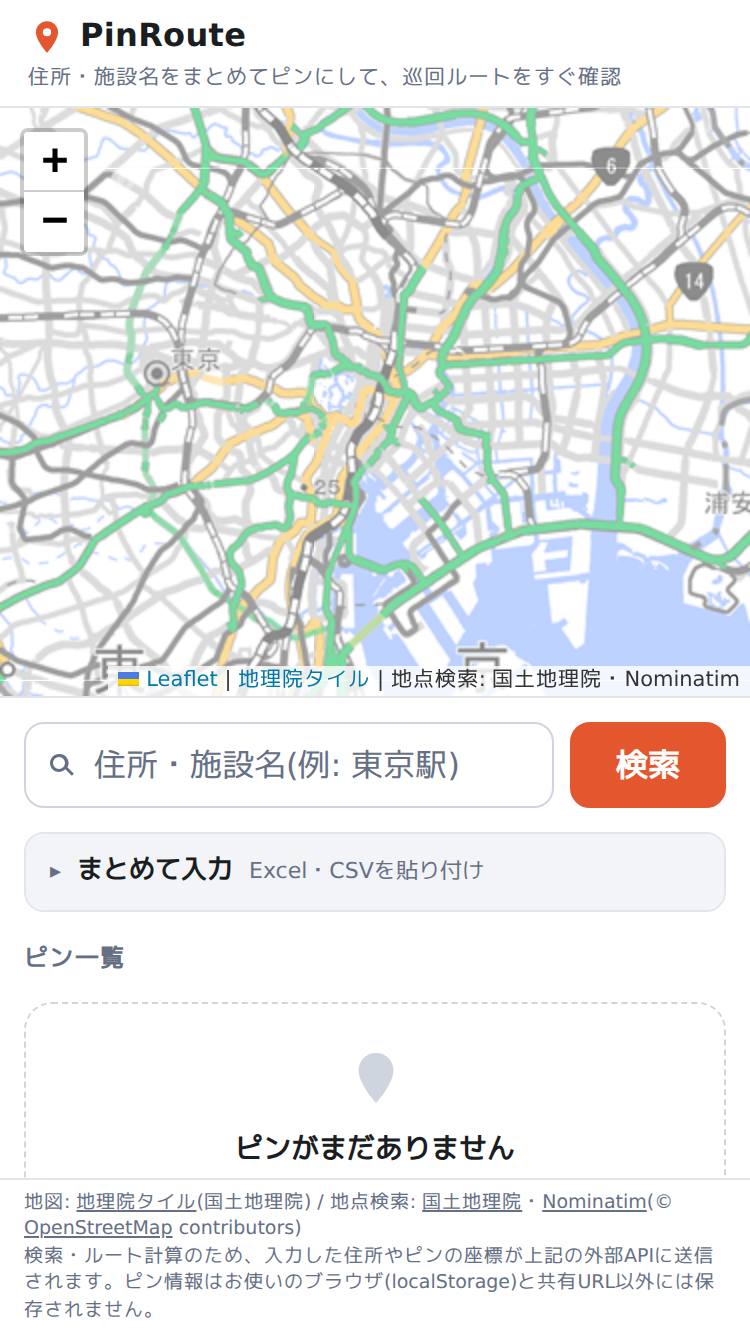 PinRoute
住所・施設名をまとめてピンにして、巡回ルートをすぐ確認
+
−
6
14
東京
25
浦安
東 京
Leaflet | 地理院タイル | 地点検索: 国土地理院・Nominatim
住所・施設名(例: 東京駅)
検索
▸ まとめて入力 Excel・CSVを貼り付け
ピン一覧
ピンがまだありません
地図: 地理院タイル(国土地理院) / 地点検索: 国土地理院・Nominatim(©
OpenStreetMap contributors)
検索・ルート計算のため、入力した住所やピンの座標が上記の外部APIに送信
されます。ピン情報はお使いのブラウザ(localStorage)と共有URL以外には保
存されません。